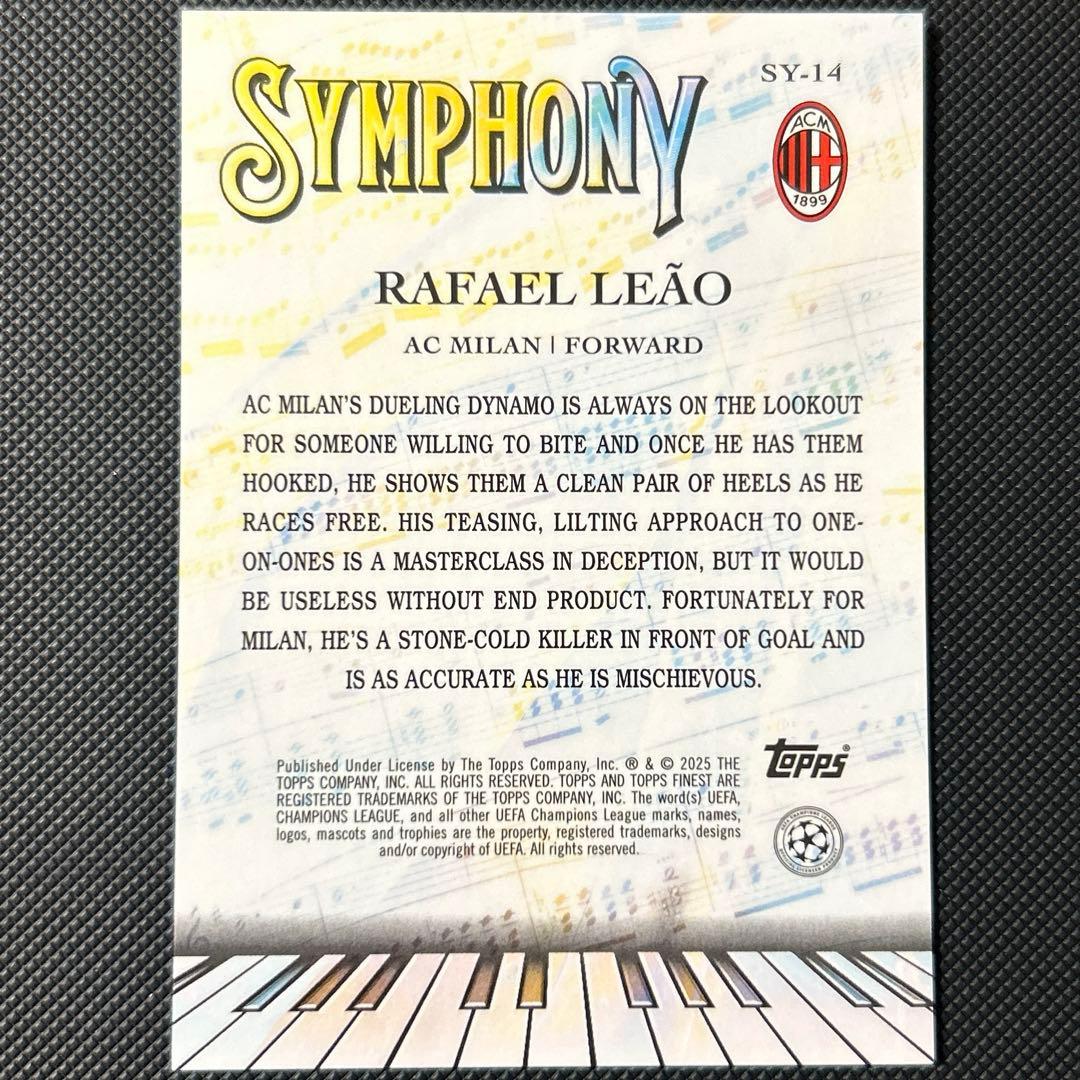 SYMPHONY
SY-14
ACM
1899
RAFAEL LEÃO
AC MILAN | FORWARD
AC MILAN'S DUELING DYNAMO IS ALWAYS ON THE LOOKOUT
FOR SOMEONE WILLING TO BITE AND ONCE HE HAS THEM
HOOKED, HE SHOWS THEM A CLEAN PAIR OF HEELS AS HE
RACES FREE. HIS TEASING, LILTING APPROACH TO ONE-
ON-ONES IS A MASTERCLASS IN DECEPTION, BUT IT WOULD
BE USELESS WITHOUT END PRODUCT. FORTUNATELY FOR
MILAN, HE'S A STONE-COLD KILLER IN FRONT OF GOAL AND
IS AS ACCURATE AS HE IS MISCHIEVOUS.
Published Under License by The Topps Company, Inc. ® & © 2025 THE
TOPPS COMPANY, INC. ALL RIGHTS RESERVED. TOPPS AND TOPPS FINEST ARE
REGISTERED TRADEMARKS OF THE TOPPS COMPANY, INC. The word(s) UEFA,
CHAMPIONS LEAGUE, and all other UEFA Champions League marks, names,
logos, mascots and trophies are the property, registered trademarks, designs
and/or copyright of UEFA. All rights reserved.
topps®
UEFA CHAMPIONS LEAGUE
OFFICIAL LICENSED PRODUCT